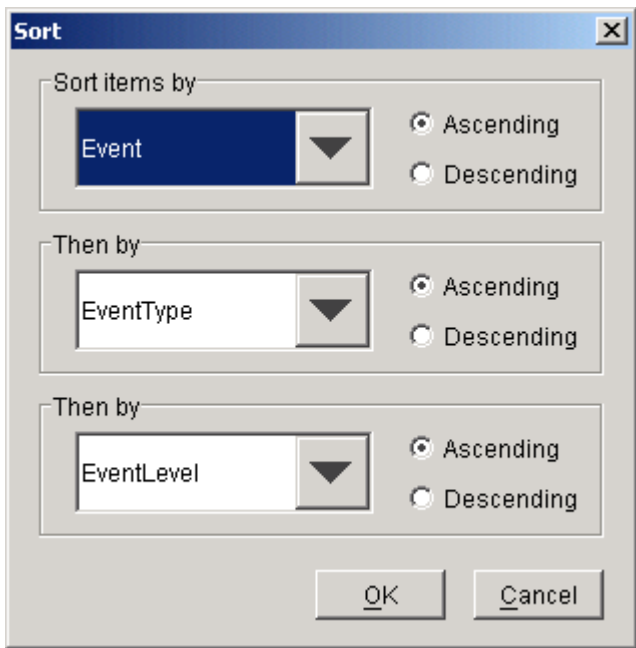 Sort
Sort items by
Event
Ascending
Descending
Then by
EventType
Ascending
Descending
Then by
EventLevel
Ascending
Descending
OK
Cancel